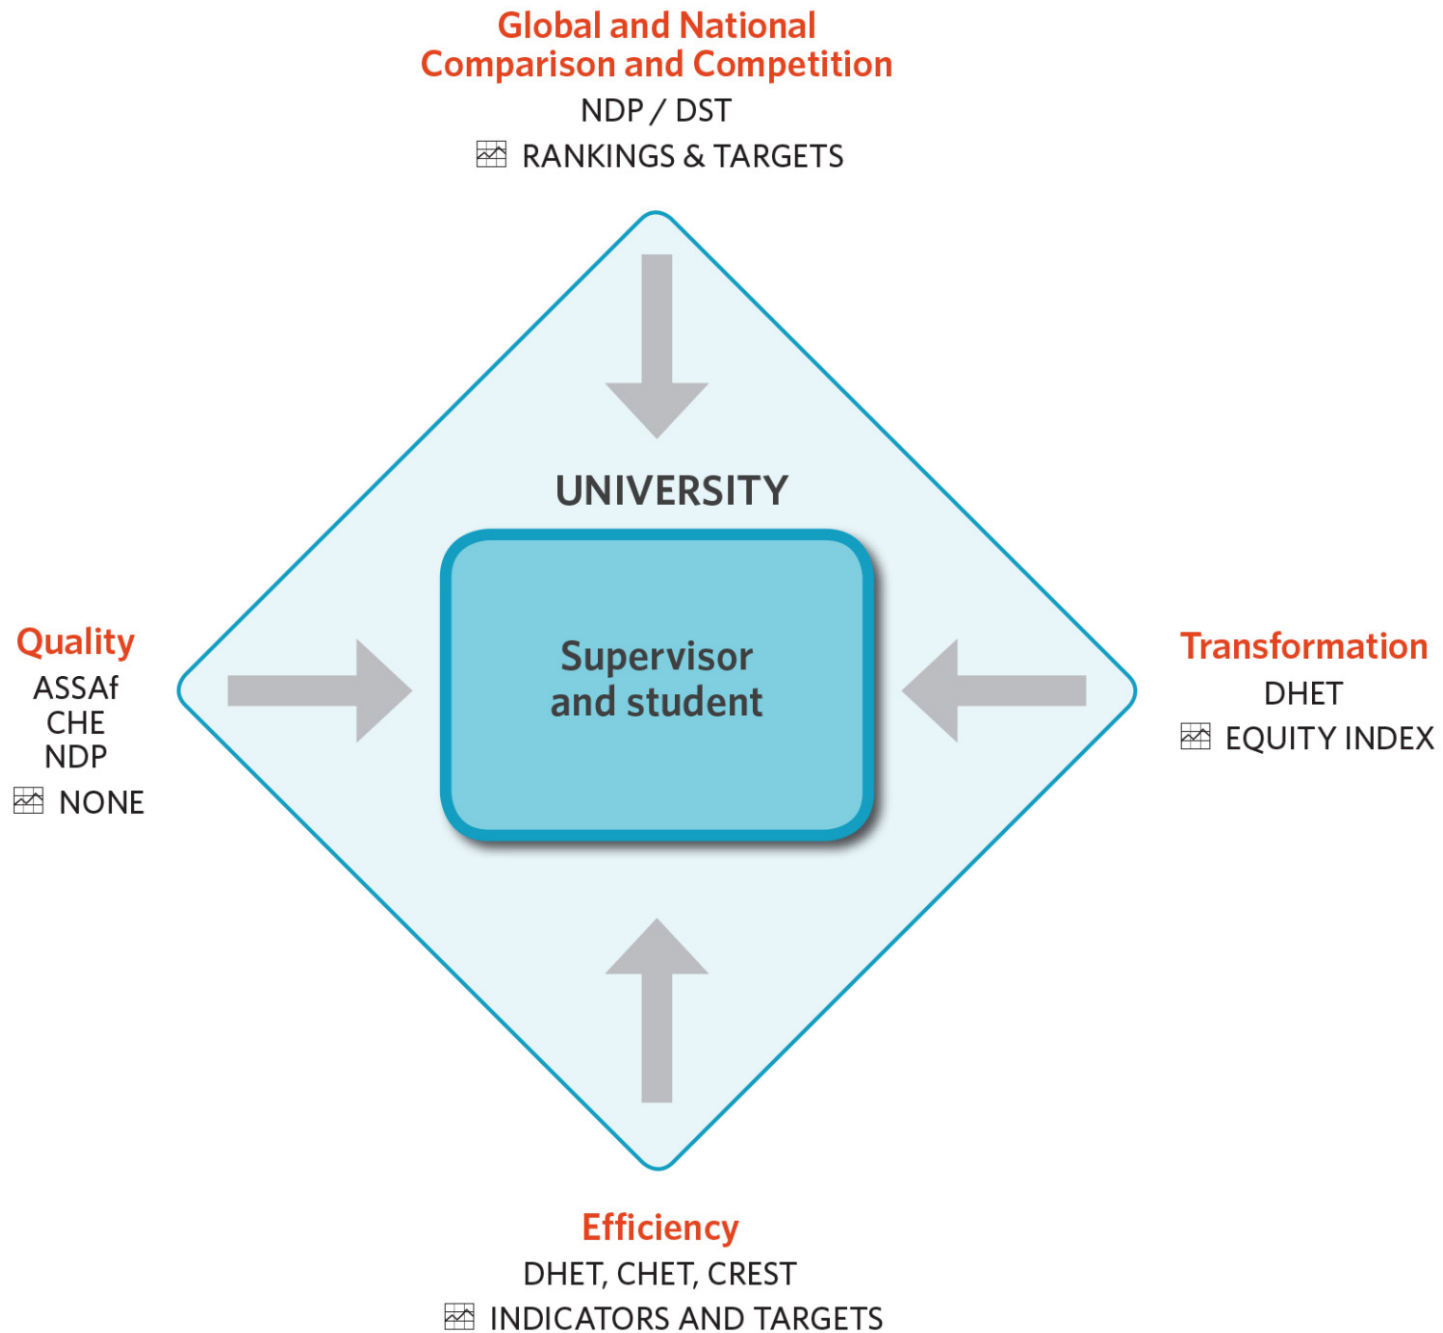 Global and National
Comparison and Competition
NDP / DST
RANKINGS & TARGETS
UNIVERSITY
Supervisor
and student
Quality
ASSAf
CHE
NDP
NONE
Transformation
DHET
EQUITY INDEX
Efficiency
DHET, CHET, CREST
INDICATORS AND TARGETS